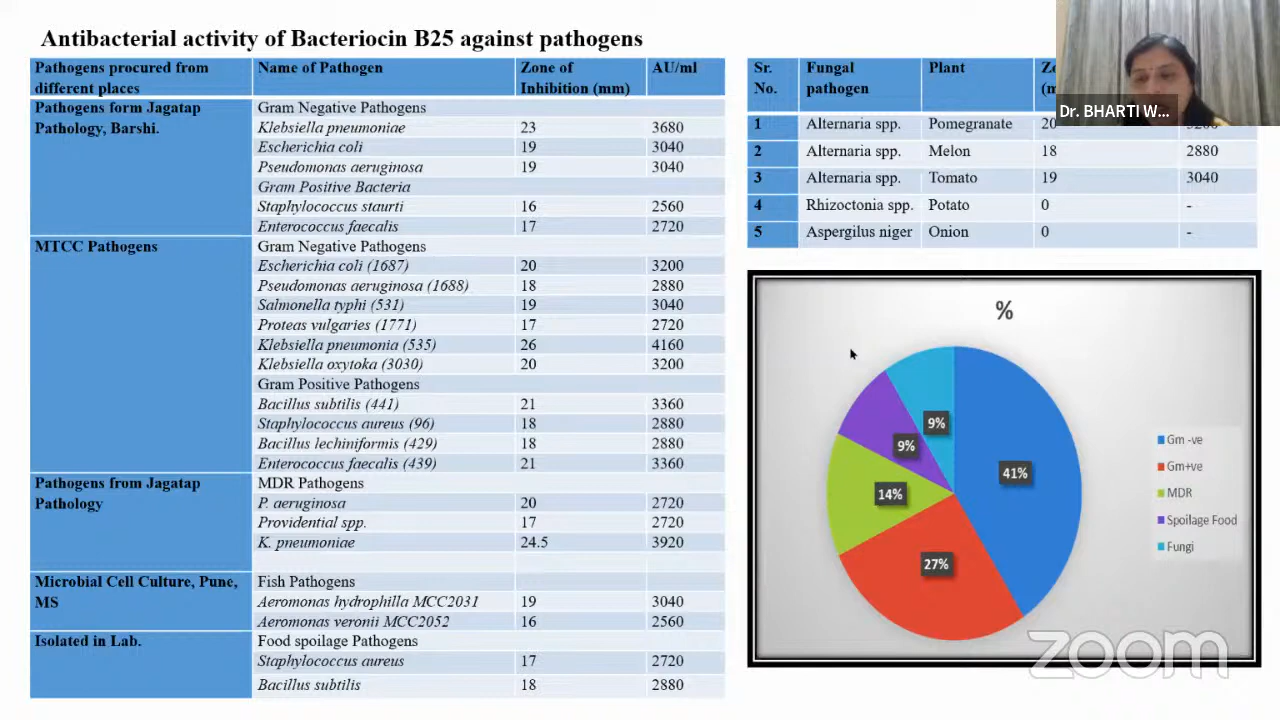 Antibacterial activity of Bacteriocin B25 against pathogens
Pathogens procured from different places Name of Pathogen Zone of Inhibition (mm) AU/ml
Pathogens form Jagatap Pathology, Barshi. Gram Negative Pathogens
Klebsiella pneumoniae 23 3680
Escherichia coli 19 3040
Pseudomonas aeruginosa 19 3040
Gram Positive Bacteria
Staphylococcus staurti 16 2560
Enterococcus faecalis 17 2720
MTCC Pathogens Gram Negative Pathogens
Escherichia coli (1687) 20 3200
Pseudomonas aeruginosa (1688) 18 2880
Salmonella typhi (531) 19 3040
Proteas vulgaries (1771) 17 2720
Klebsiella pneumonia (535) 26 4160
Klebsiella oxytoka (3030) 20 3200
Gram Positive Pathogens
Bacillus subtilis (441) 21 3360
Staphylococcus aureus (96) 18 2880
Bacillus lechiniformis (429) 18 2880
Enterococcus faecalis (439) 21 3360
Pathogens from Jagatap Pathology MDR Pathogens
P. aeruginosa 20 2720
Providential spp. 17 2720
K. pneumoniae 24.5 3920
Microbial Cell Culture, Pune, MS Fish Pathogens
Aeromonas hydrophilla MCC2031 19 3040
Aeromonas veronii MCC2052 16 2560
Isolated in Lab. Food spoilage Pathogens
Staphylococcus aureus 17 2720
Bacillus subtilis 18 2880
Sr. No. Fungal pathogen Plant
1 Alternaria spp. Pomegranate 20
2 Alternaria spp. Melon 18 2880
3 Alternaria spp. Tomato 19 3040
4 Rhizoctonia spp. Potato 0 -
5 Aspergilus niger Onion 0 -
Dr. BHARTI W...
%
9%
9%
41%
14%
27%
Gm -ve
Gm+ve
MDR
Spoilage Food
Fungi
zoom